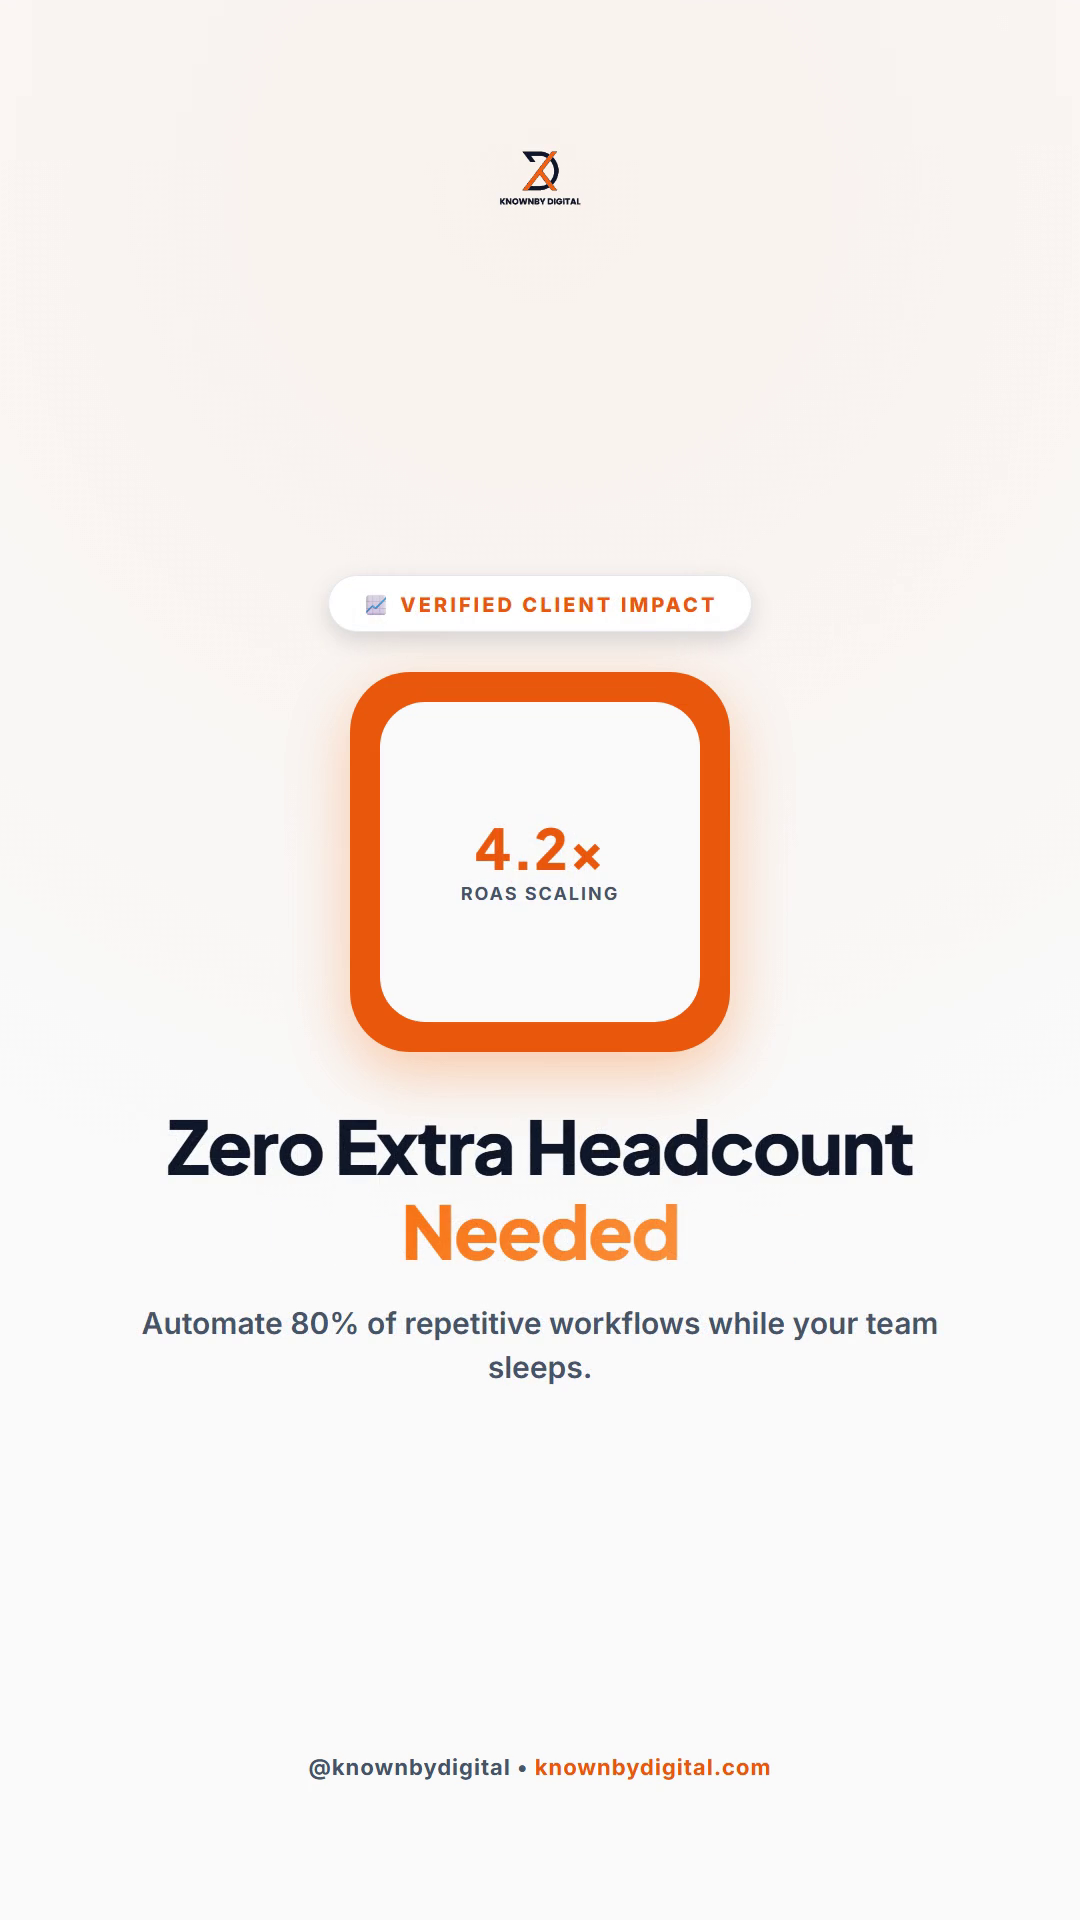 KNOWNBY DIGITAL
📈 VERIFIED CLIENT IMPACT
4.2×
ROAS SCALING
Zero Extra Headcount
Needed
Automate 80% of repetitive workflows while your team
sleeps.
@knownbydigital • knownbydigital.com